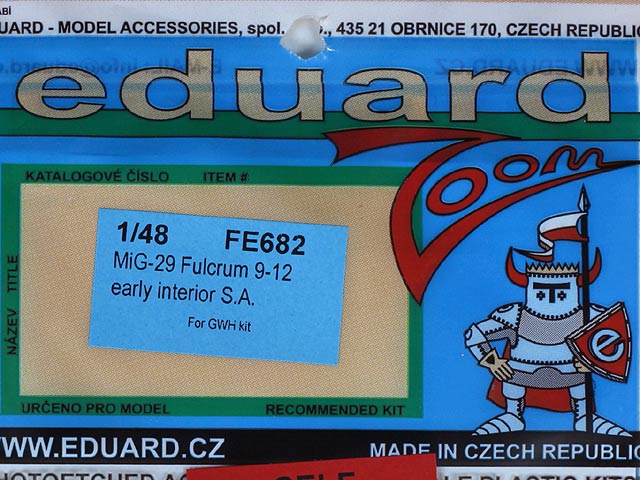 EDUARD - MODEL ACCESSORIES, spol. 435 21 OBRNICE 170, CZECH REPUBLIC
eduard
Zoom
KATALOGOVÉ ČÍSLO ITEM #:
1/48 FE682
MiG-29 Fulcrum 9-12
early interior S.A.
For GWH kit
NÁZEV TITLE
e
URČENO PRO MODEL RECOMMENDED KIT
WWW.EDUARD.CZ MADE IN CZECH REPUBLIC